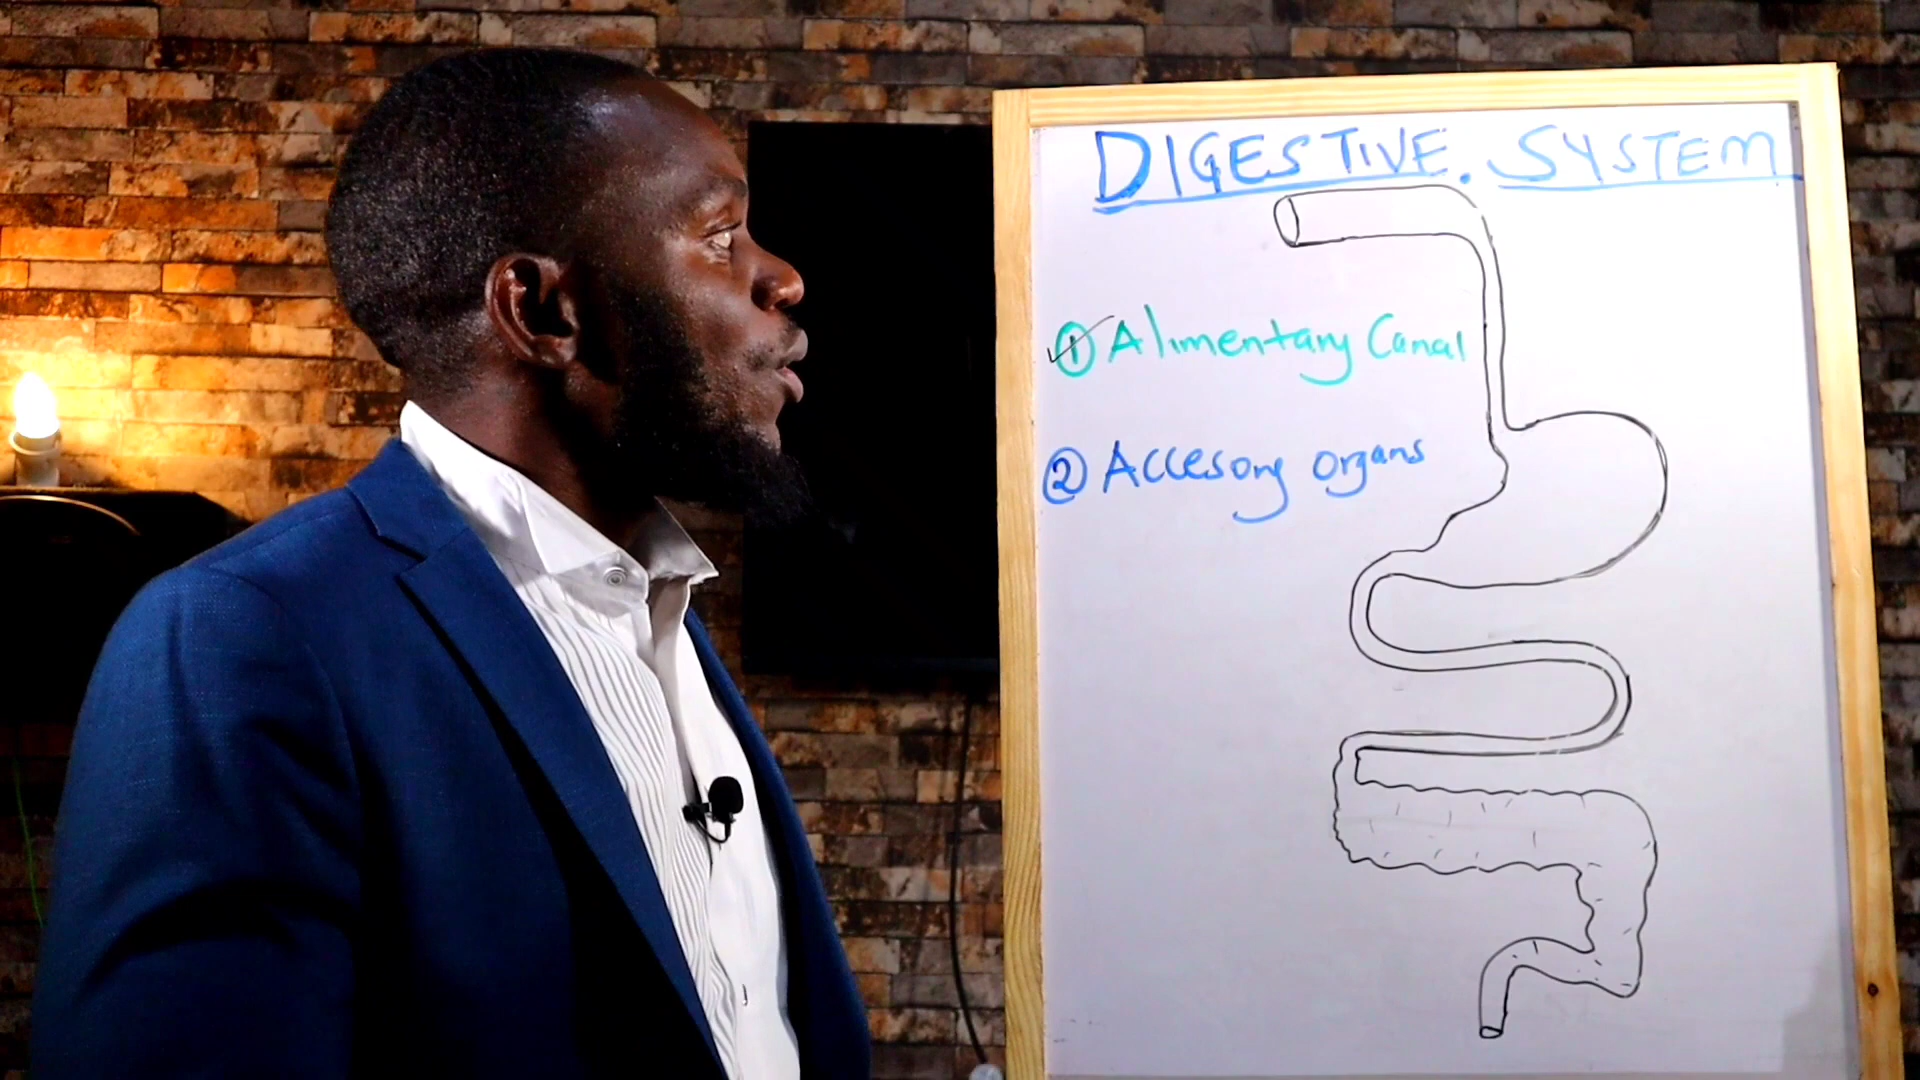 DIGESTIVE. SYSTEM
① Alimentary Canal
② Accesory organs